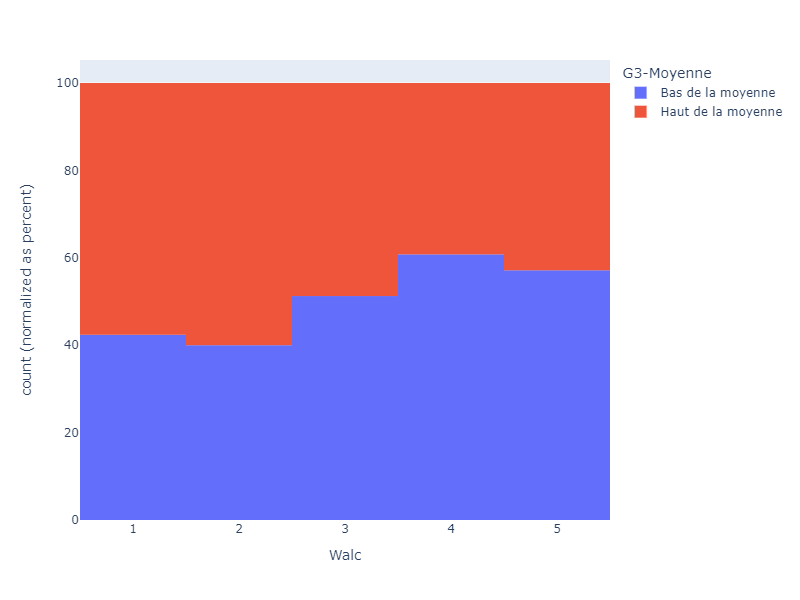 G3-Moyenne
Bas de la moyenne
Haut de la moyenne
100
80
60
40
20
0
count (normalized as percent)
1 2 3 4 5
Walc